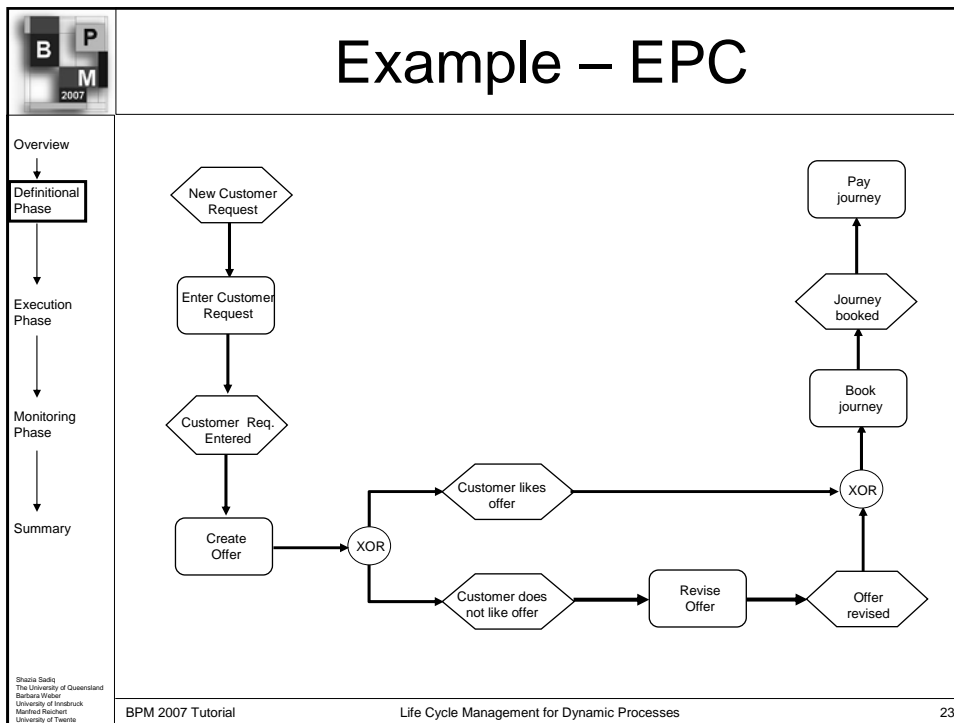 B
P
M
2007
Example – EPC
Overview
Definitional
Phase
Execution
Phase
Monitoring
Phase
Summary
New Customer
Request
Enter Customer
Request
Customer Req.
Entered
Create
Offer
XOR
Customer likes
offer
Customer does
not like offer
Revise
Offer
Offer
revised
XOR
Book
journey
Journey
booked
Pay
journey
Shazia Sadiq
The University of Queensland
Barbara Weber
University of Innsbruck
Manfred Reichert
University of Twente
BPM 2007 Tutorial
Life Cycle Management for Dynamic Processes
23